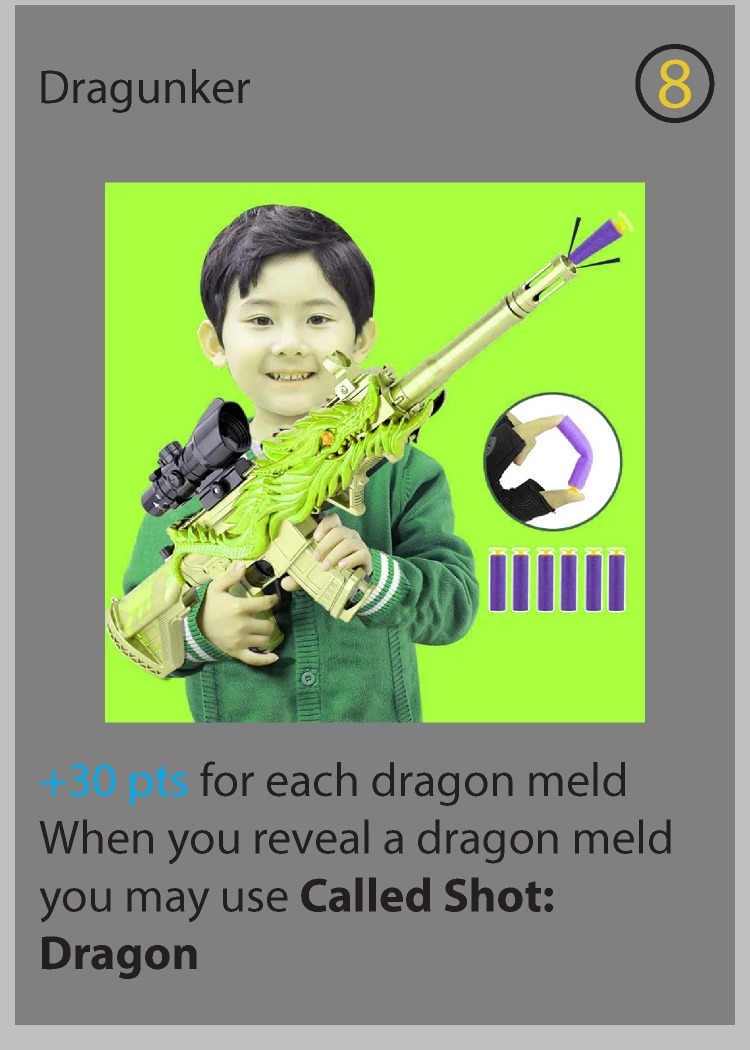 Dragunker
8
+30 pts for each dragon meld
When you reveal a dragon meld
you may use Called Shot:
Dragon